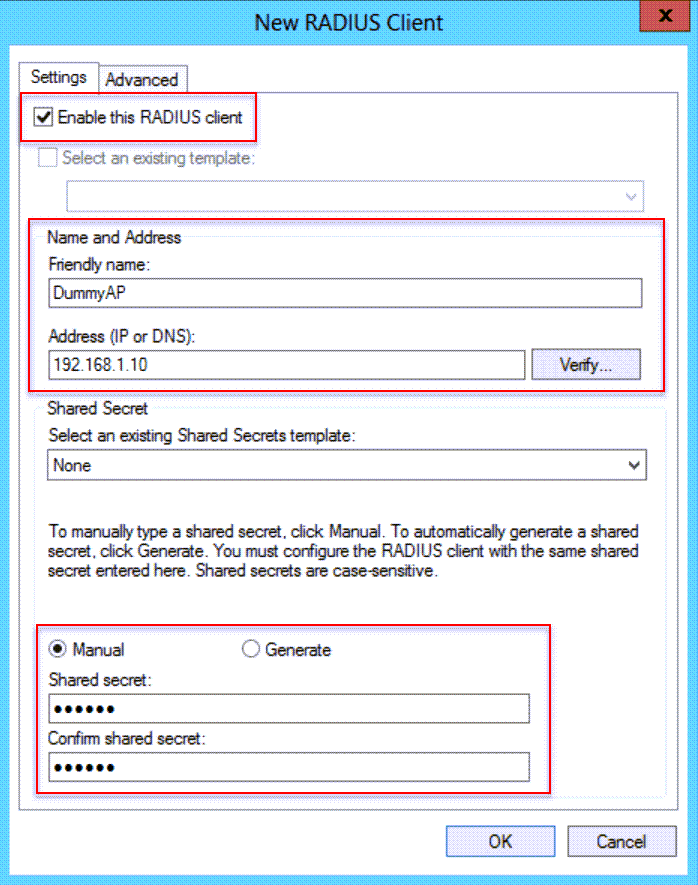 New RADIUS Client
x
Settings
Advanced
Enable this RADIUS client
Select an existing template:
Name and Address
Friendly name:
DummyAP
Address (IP or DNS):
192.168.1.10
Verify...
Shared Secret
Select an existing Shared Secrets template:
None
To manually type a shared secret, click Manual. To automatically generate a shared
secret, click Generate. You must configure the RADIUS client with the same shared
secret entered here. Shared secrets are case-sensitive.
Manual
Generate
Shared secret:
●●●●●●
Confirm shared secret:
●●●●●●
OK
Cancel